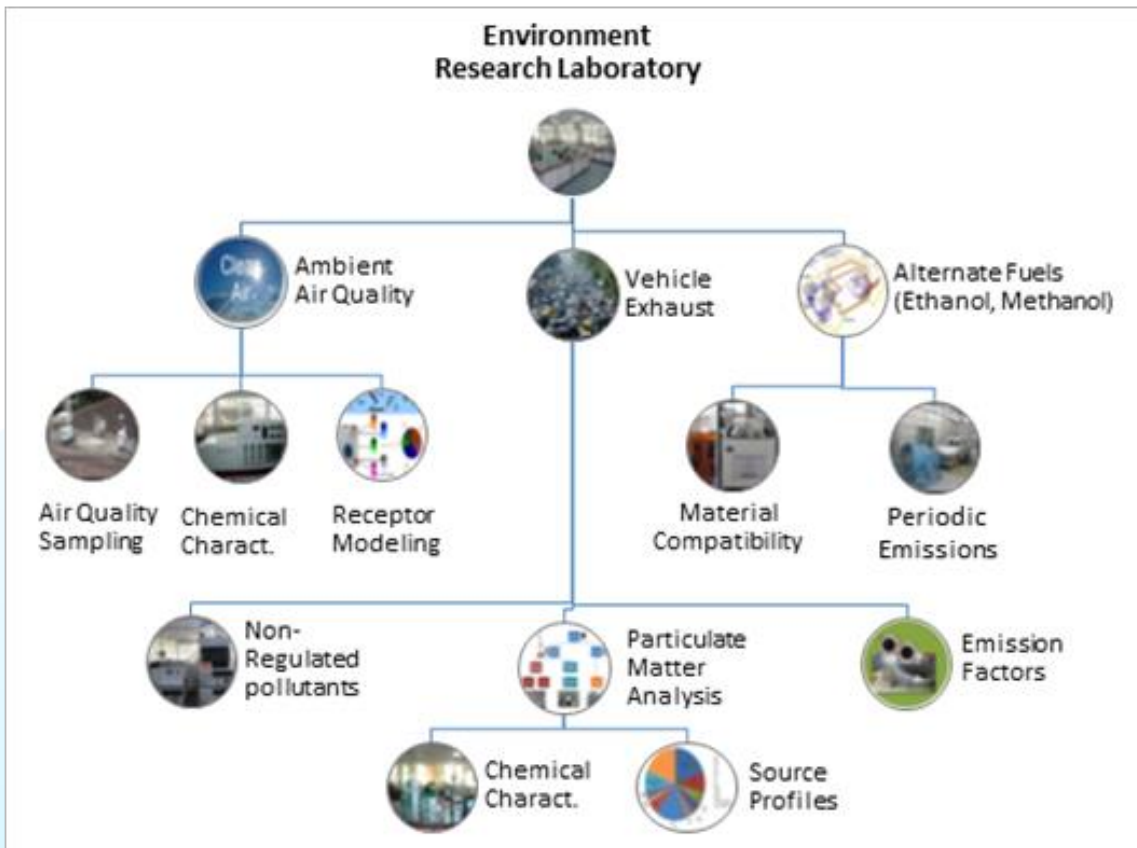 Environment
Research Laboratory
Ambient
Air Quality
Vehicle
Exhaust
Alternate Fuels
(Ethanol, Methanol)
Air Quality
Sampling
Chemical
Charact.
Receptor
Modeling
Material
Compatibility
Periodic
Emissions
Non-
Regulated
pollutants
Particulate
Matter
Analysis
Emission
Factors
Chemical
Charact.
Source
Profiles